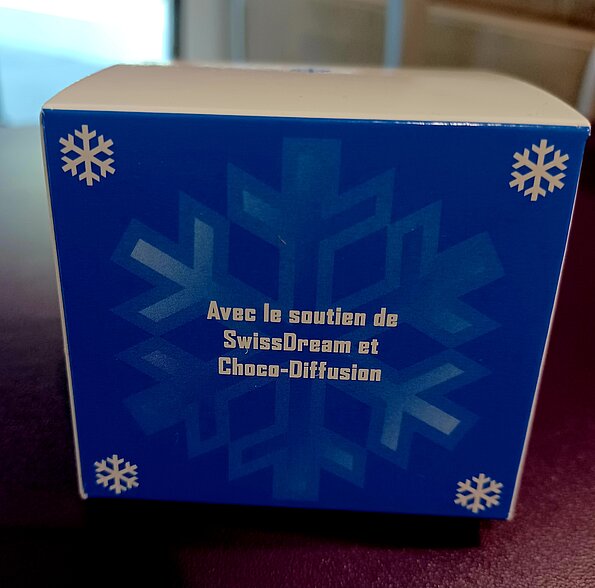 Avec le soutien de
SwissDream et
Choco-Diffusion